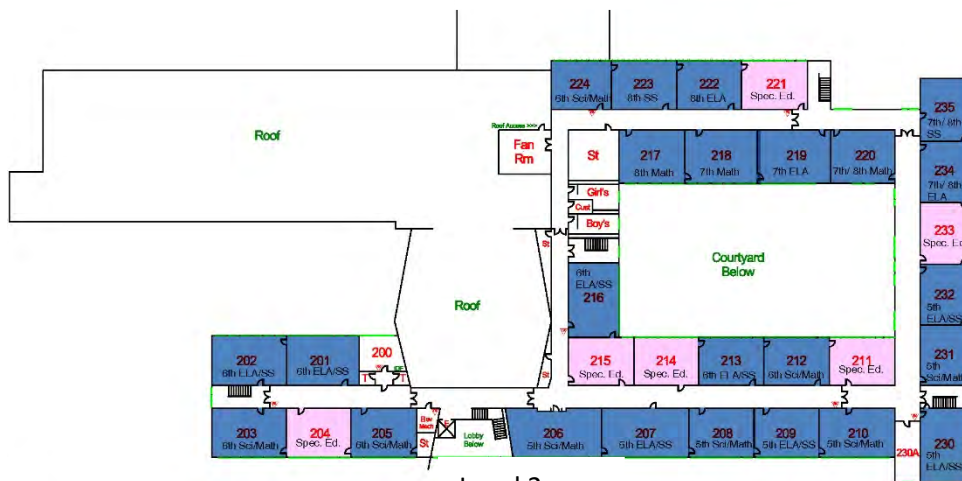 224
6th Sci/Math
223
8th SS
222
8th ELA
221
Spec. Ed.
235
7th/ 8th
SS
Roof
Roof Access >>>
Fan
Rm
St
217
8th Math
218
7th Math
219
7th ELA
220
7th/ 8th Math
234
7th/ 8th
ELA
Girl's
Cust
Boy's
233
Spec. Ed
St
Courtyard
Below
6th
ELA/SS
216
232
5th
ELA/SS
Roof
202
6th ELA/SS
201
6th ELA/SS
200
T
T
St
215
Spec. Ed.
214
Spec. Ed.
213
6th ELA/SS
212
6th Sci/Math
211
Spec. Ed.
231
5th
Sci/Math
203
6th Sci/Math
204
Spec. Ed.
205
6th Sci/Math
Bev
Mech
St
E
Lobby
Below
206
5th Sci/Math
207
5th ELA/SS
208
5th Sci/Math
209
5th ELA/SS
210
5th Sci/Math
230A
230
5th
ELA/SS